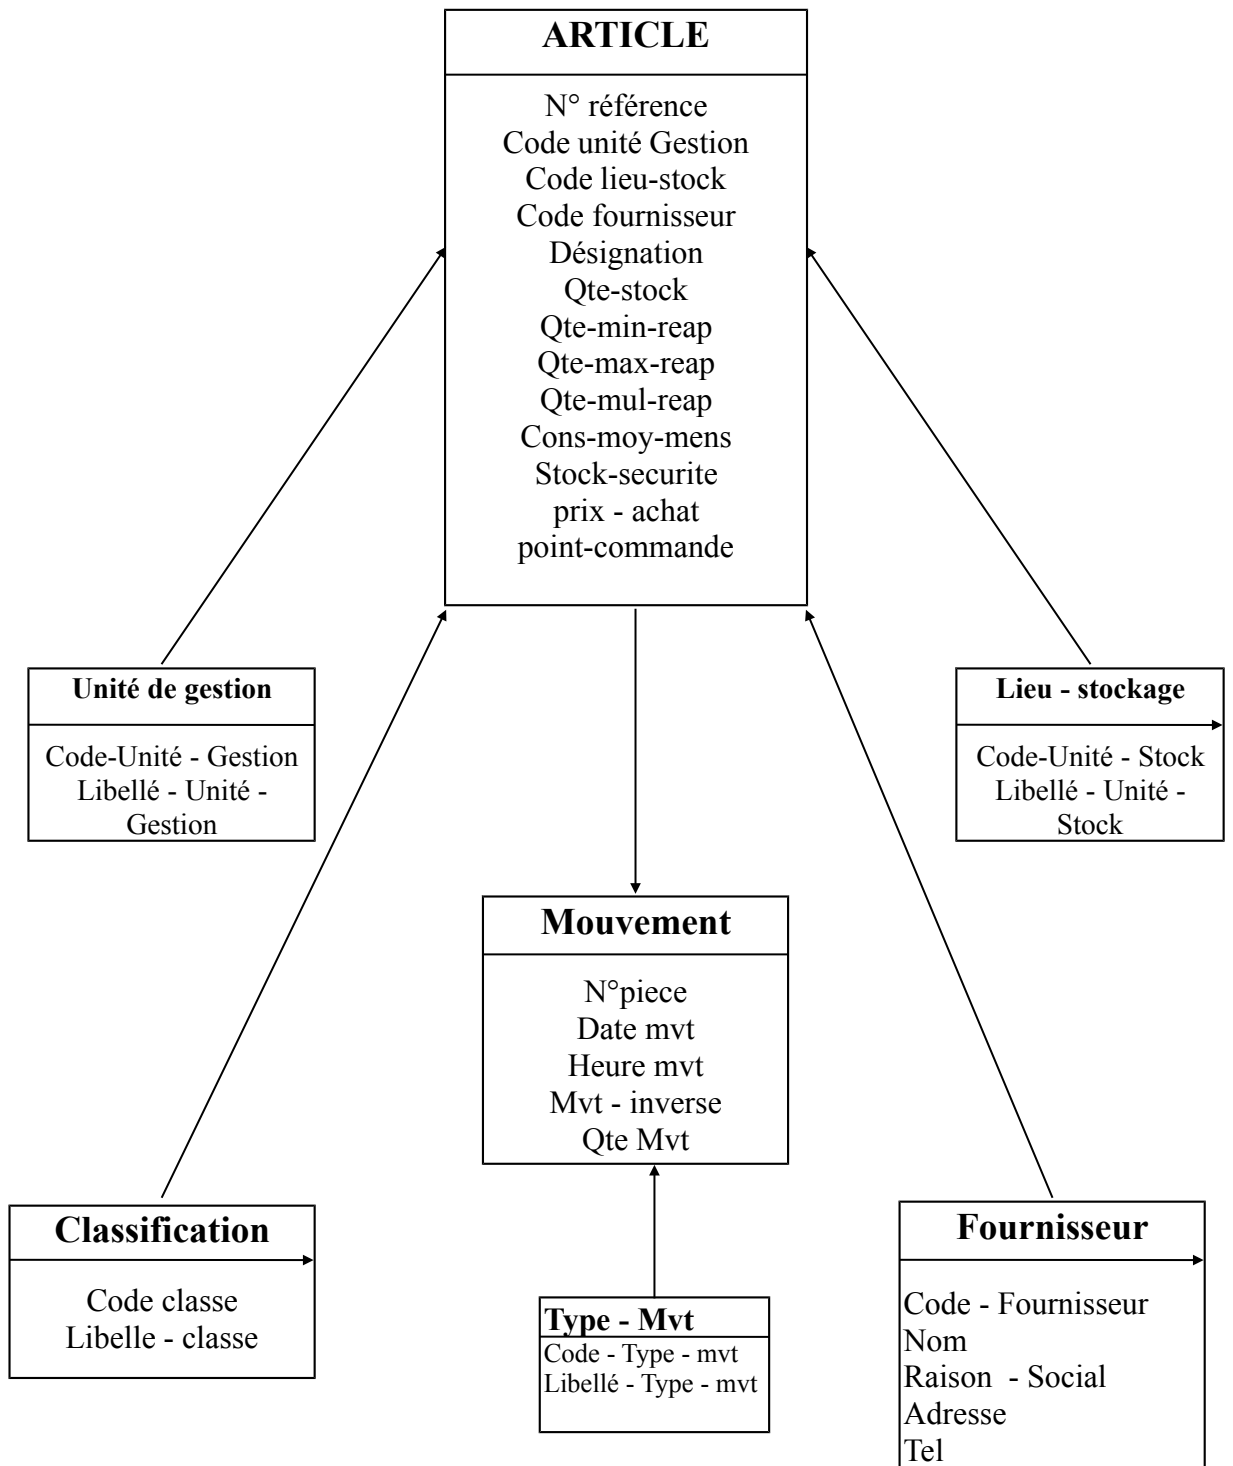 ARTICLE
N° référence
Code unité Gestion
Code lieu-stock
Code fournisseur
Désignation
Qte-stock
Qte-min-reap
Qte-max-reap
Qte-mul-reap
Cons-moy-mens
Stock-securite
prix - achat
point-commande
Unité de gestion
Code-Unité - Gestion
Libellé - Unité -
Gestion
Lieu - stockage
Code-Unité - Stock
Libellé - Unité -
Stock
Mouvement
N°piece
Date mvt
Heure mvt
Mvt - inverse
Qte Mvt
Classification
Code classe
Libelle - classe
Type - Mvt
Code - Type - mvt
Libellé - Type - mvt
Fournisseur
Code - Fournisseur
Nom
Raison  - Social
Adresse
Tel